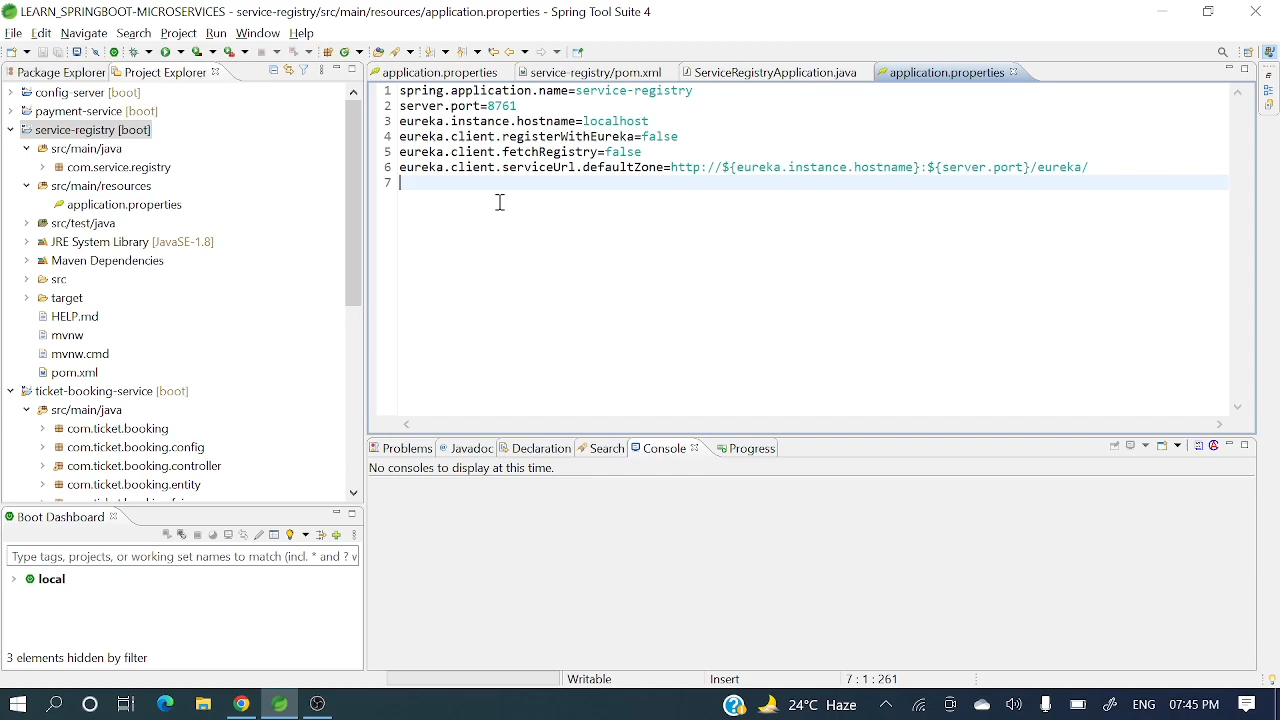 LEARN_SPRINGBOOT-MICROSERVICES - service-registry/src/main/resources/application.properties - Spring Tool Suite 4
File Edit Navigate Search Project Run Window Help
Package Explorer Project Explorer
config-server [boot]
payment-service [boot]
service-registry [boot]
src/main/java
com.service.registry
src/main/resources
application.properties
src/test/java
JRE System Library [JavaSE-1.8]
Maven Dependencies
src
target
HELP.md
mvnw
mvnw.cmd
pom.xml
ticket-booking-service [boot]
src/main/java
com.ticket.booking
com.ticket.booking.config
com.ticket.booking.controller
com.ticket.booking.entity
application.properties service-registry/pom.xml ServiceRegistryApplication.java application.properties
1 spring.application.name=service-registry
2 server.port=8761
3 eureka.instance.hostname=localhost
4 eureka.client.registerWithEureka=false
5 eureka.client.fetchRegistry=false
6 eureka.client.serviceUrl.defaultZone=http://${eureka.instance.hostname}:${server.port}/eureka/
7
Problems @ Javadoc Declaration Search Console Progress
No consoles to display at this time.
Boot Dashboard
Type tags, projects, or working set names to match (incl. * and ? v
local
3 elements hidden by filter
Writable Insert 7 : 1 : 261
24°C Haze ENG 07:45 PM